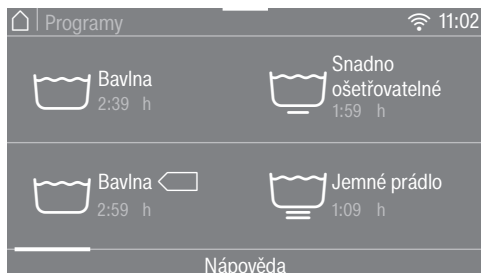 Programy
11:02
Bavlna
2:39 h
Snadno
ošetřovatelné
1:59 h
Bavlna
2:59 h
Jemné prádlo
1:09 h
Nápověda